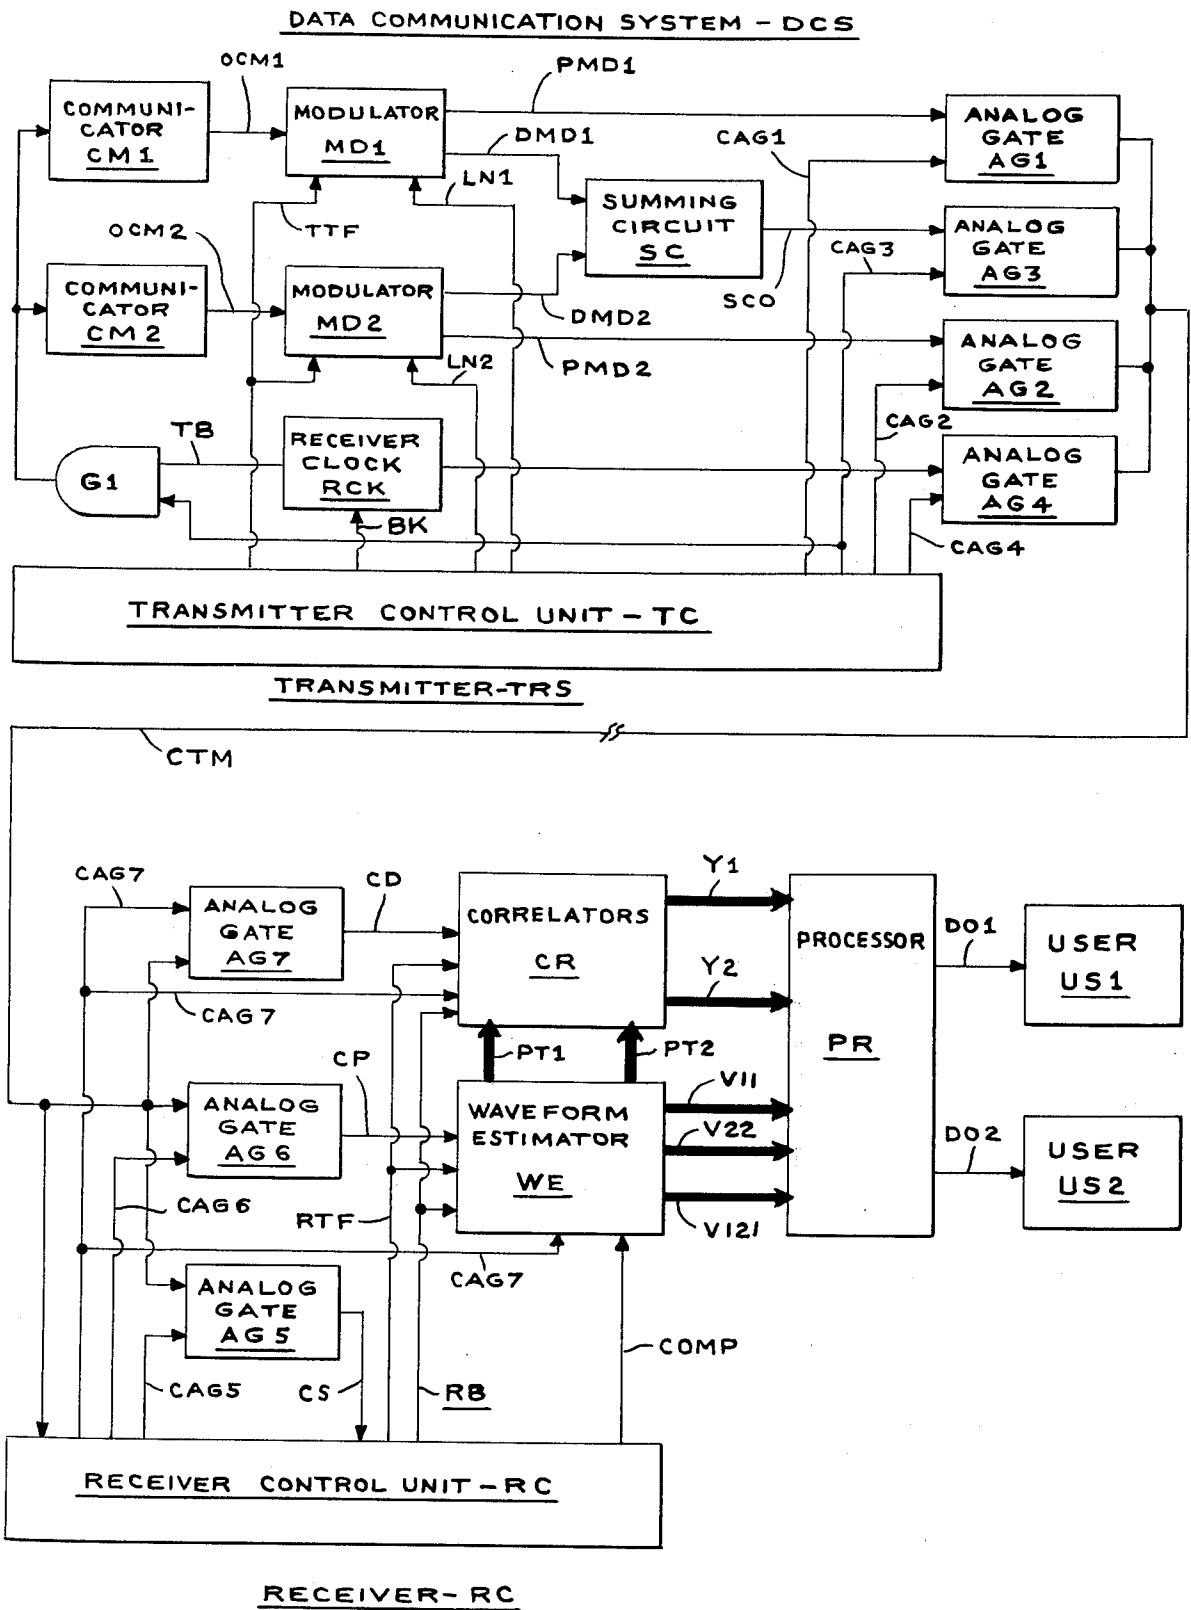 DATA COMMUNICATION SYSTEM - DCS
OCM1
PMD1
COMMUNI-
CATOR
CM1
MODULATOR
MD1
DMD1
CAG1
ANALOG
GATE
AG1
LN1
TTF
SUMMING
CIRCUIT
SC
OCM2
CAG3
ANALOG
GATE
AG3
SCO
COMMUNI-
CATOR
CM2
MODULATOR
MD2
DMD2
PMD2
LN2
ANALOG
GATE
AG2
CAG2
TB
G1
RECEIVER
CLOCK
RCK
BK
ANALOG
GATE
AG4
CAG4
TRANSMITTER CONTROL UNIT - TC
TRANSMITTER-TRS
CTM
CAG7
ANALOG
GATE
AG7
CD
CORRELATORS
CR
Y1
Y2
PROCESSOR
PR
DO1
USER
US1
CAG7
PT1
PT2
CP
ANALOG
GATE
AG6
WAVEFORM
ESTIMATOR
WE
V11
V22
V121
DO2
USER
US2
CAG6
RTF
CAG7
ANALOG
GATE
AG5
CAG5
CS
RB
COMP
RECEIVER CONTROL UNIT - RC
RECEIVER- RC